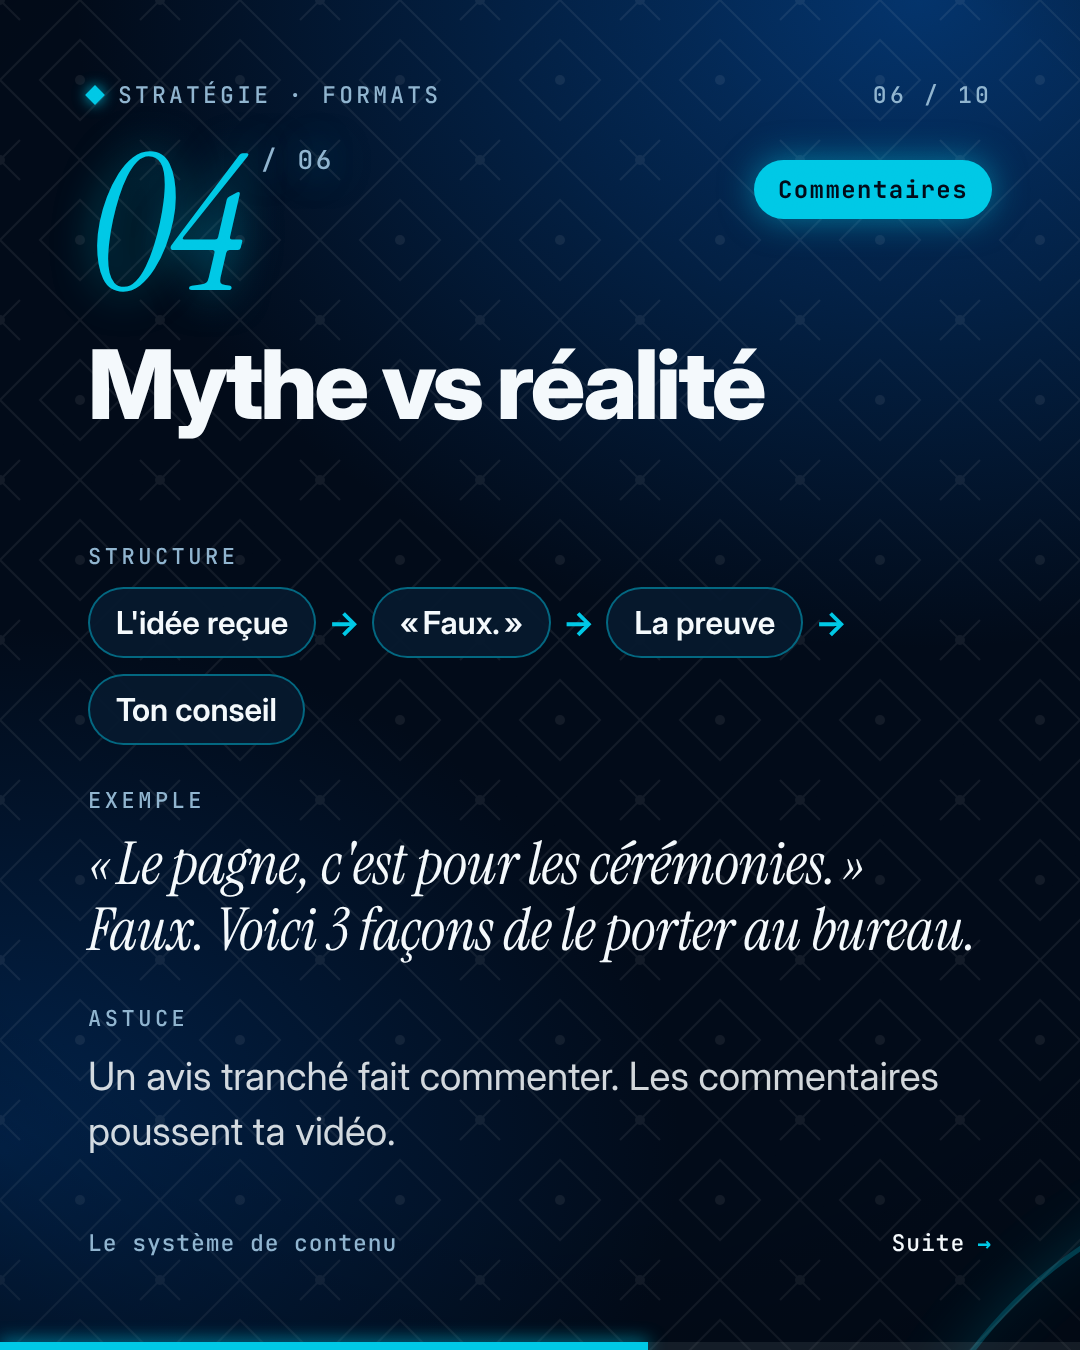 STRATÉGIE · FORMATS
06 / 10
04 / 06
Commentaires
Mythe vs réalité
STRUCTURE
L'idée reçue → « Faux. » → La preuve →
Ton conseil
EXEMPLE
« Le pagne, c'est pour les cérémonies. »
Faux. Voici 3 façons de le porter au bureau.
ASTUCE
Un avis tranché fait commenter. Les commentaires
poussent ta vidéo.
Le système de contenu
Suite →